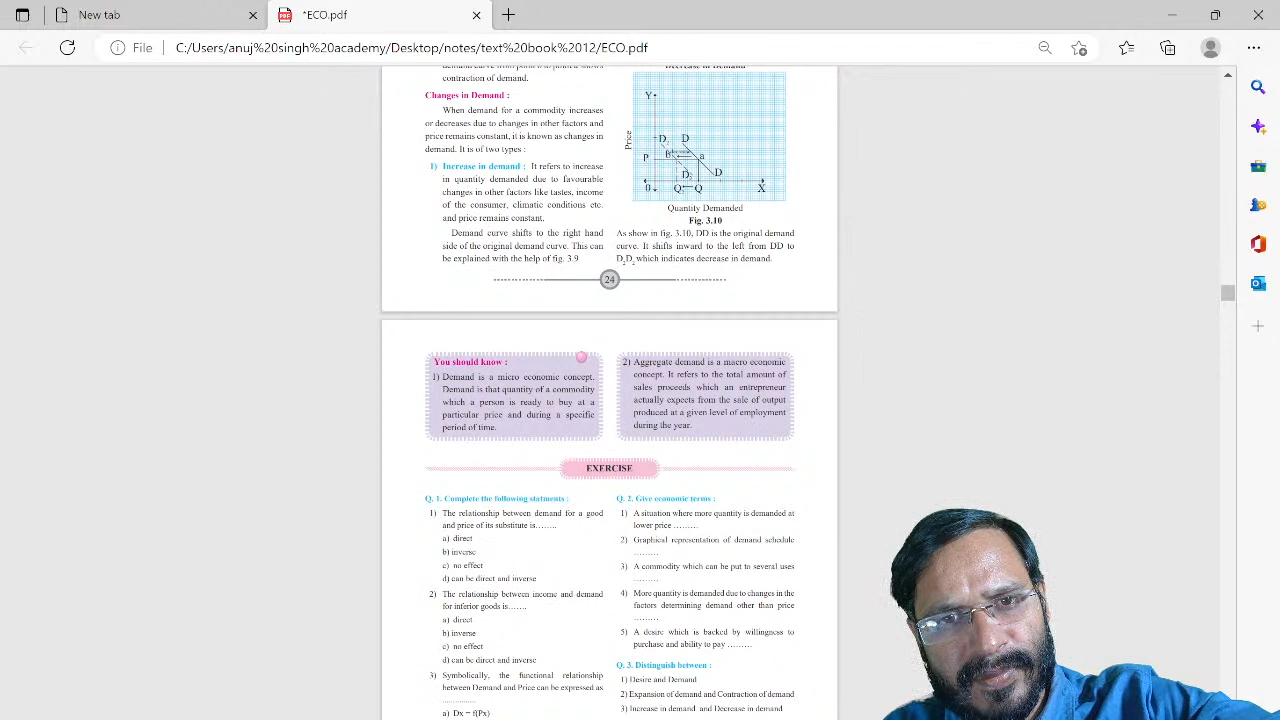 New tab
*ECO.pdf
File
C:/Users/anuj singh academy/Desktop/notes/text book 2012/ECO.pdf
contraction of demand.
Changes in Demand :
When demand for a commodity increases
or decreases due to changes in other factors and
price remains constant, it is known as changes in
demand. It is of two types :
1) Increase in demand : It refers to increase
in quantity demanded due to favourable
changes in other factors like tastes, income
of the consumer, climatic conditions etc.
and price remains constant.
Demand curve shifts to the right hand
side of the original demand curve. This can
be explained with the help of fig. 3.9
Decrease in Demand
Y
Price
D
D
P
a
D2
D
0
Q
X
Quantity Demanded
Fig. 3.10
As show in fig. 3.10, DD is the original demand
curve. It shifts inward to the left from DD to
D2D2 which indicates decrease in demand.
24
You should know :
1) Demand is a micro economic concept.
Demand is that quantity of a commodity
which a person is ready to buy at a
particular price and during a specific
period of time.
2) Aggregate demand is a macro economic
concept. It refers to the total amount of
sales proceeds which an entrepreneur
actually expects from the sale of output
produced at a given level of employment
during the year.
EXERCISE
Q. 1. Complete the following statments :
1) The relationship between demand for a good
and price of its substitute is........
a) direct
b) inverse
c) no effect
d) can be direct and inverse
2) The relationship between income and demand
for inferior goods is.......
a) direct
b) inverse
c) no effect
d) can be direct and inverse
3) Symbolically, the functional relationship
between Demand and Price can be expressed as
...............
a) Dx = f(Px)
Q. 2. Give economic terms :
1) A situation where more quantity is demanded at
lower price .........
2) Graphical representation of demand schedule
.........
3) A commodity which can be put to several uses
.........
4) More quantity is demanded due to changes in the
factors determining demand other than price
.........
5) A desire which is backed by willingness to
purchase and ability to pay .........
Q. 3. Distinguish between :
1) Desire and Demand
2) Expansion of demand and Contraction of demand
3) Increase in demand and Decrease in demand